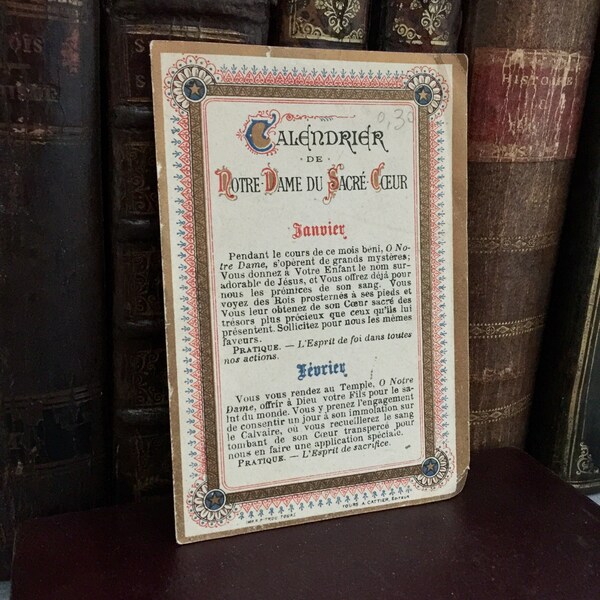 OIS
HISTOIRE
0,30
CALENDRIER
DE
NOTRE-DAME DU SACRÉ-CŒUR
Janvier
Pendant le cours de ce mois béni, O No-
tre Dame, s'opèrent de grands mystères;
Vous donnez à Votre Enfant le nom sur-
adorable de Jésus, et Vous offrez déjà pour
nous les prémices de son sang. Vous
voyez des Rois prosternés à ses pieds et
Vous leur obtenez de son Cœur sacré des
trésors plus précieux que ceux qu'ils lui
présentent. Sollicitez pour nous les mêmes
faveurs.
PRATIQUE. — L'Esprit de foi dans toutes
nos actions.
Février
Vous vous rendez au Temple, O Notre
Dame, offrir à Dieu votre Fils pour le sa-
lut du monde. Vous y prenez l'engagement
de consentir un jour à son immolation sur
le Calvaire, où vous recueillerez le sang
tombant de son Cœur transpercé pour
nous en faire une application spéciale.
PRATIQUE. — L'Esprit de sacrifice.
TOURS A. CATTIER, ÉDITEUR